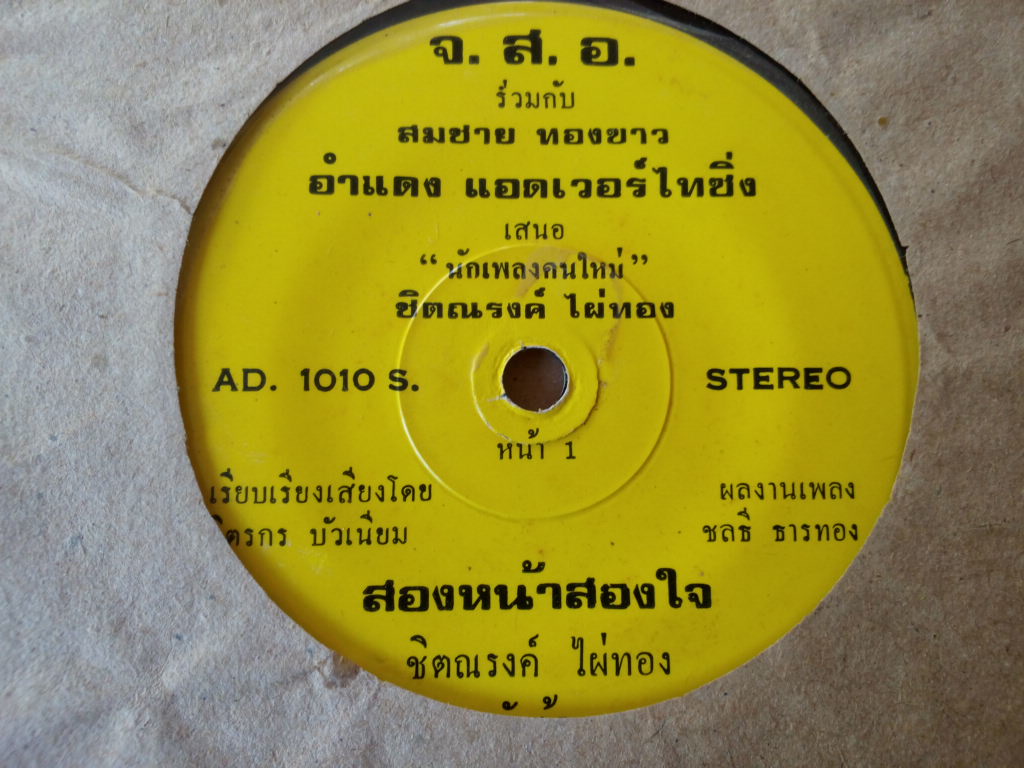 จ. ส. อ.
ร่วมกับ
สมชาย ทองขาว
อำแดง แอดเวอร์ไทซิ่ง
เสนอ
“ นักเพลงคนใหม่ ”
ชิตณรงค์ ไผ่ทอง
AD. 1010 S.
STEREO
หน้า 1
เรียบเรียงเสียงโดย
บัวเนียม
ผลงานเพลง
ชลธี ธารทอง
สองหน้าสองใจ
ชิตณรงค์ ไผ่ทอง